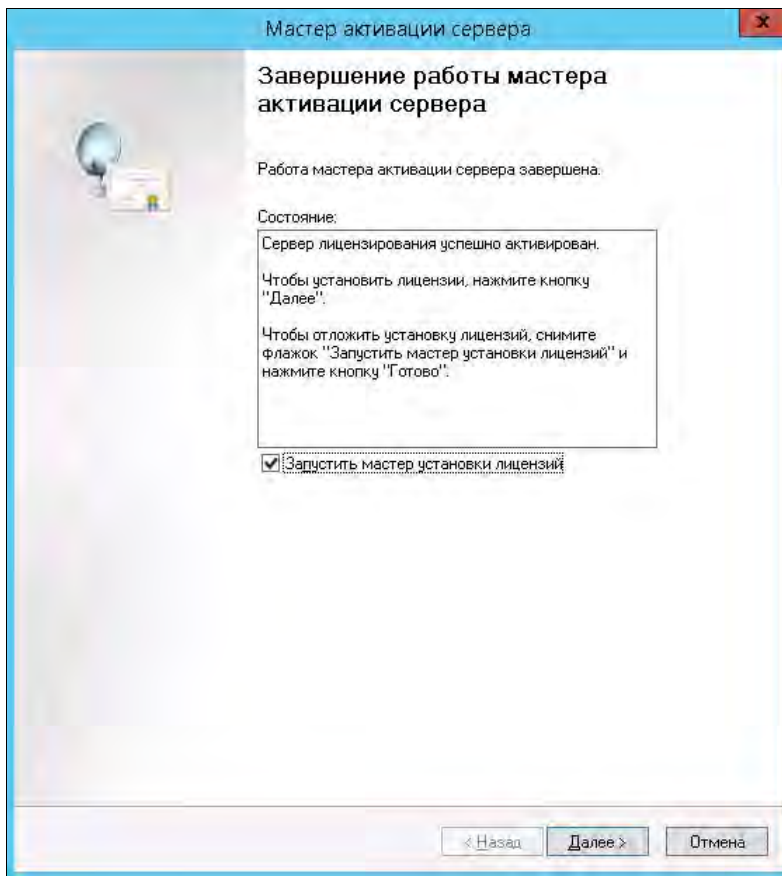 Мастер активации сервера
x
Завершение работы мастера
активации сервера
Работа мастера активации сервера завершена.
Состояние:
Сервер лицензирования успешно активирован.
Чтобы установить лицензии, нажмите кнопку
"Далее".
Чтобы отложить установку лицензий, снимите
флажок "Запустить мастер установки лицензий" и
нажмите кнопку "Готово".
Запустить мастер установки лицензий
< Назад
Далее >
Отмена